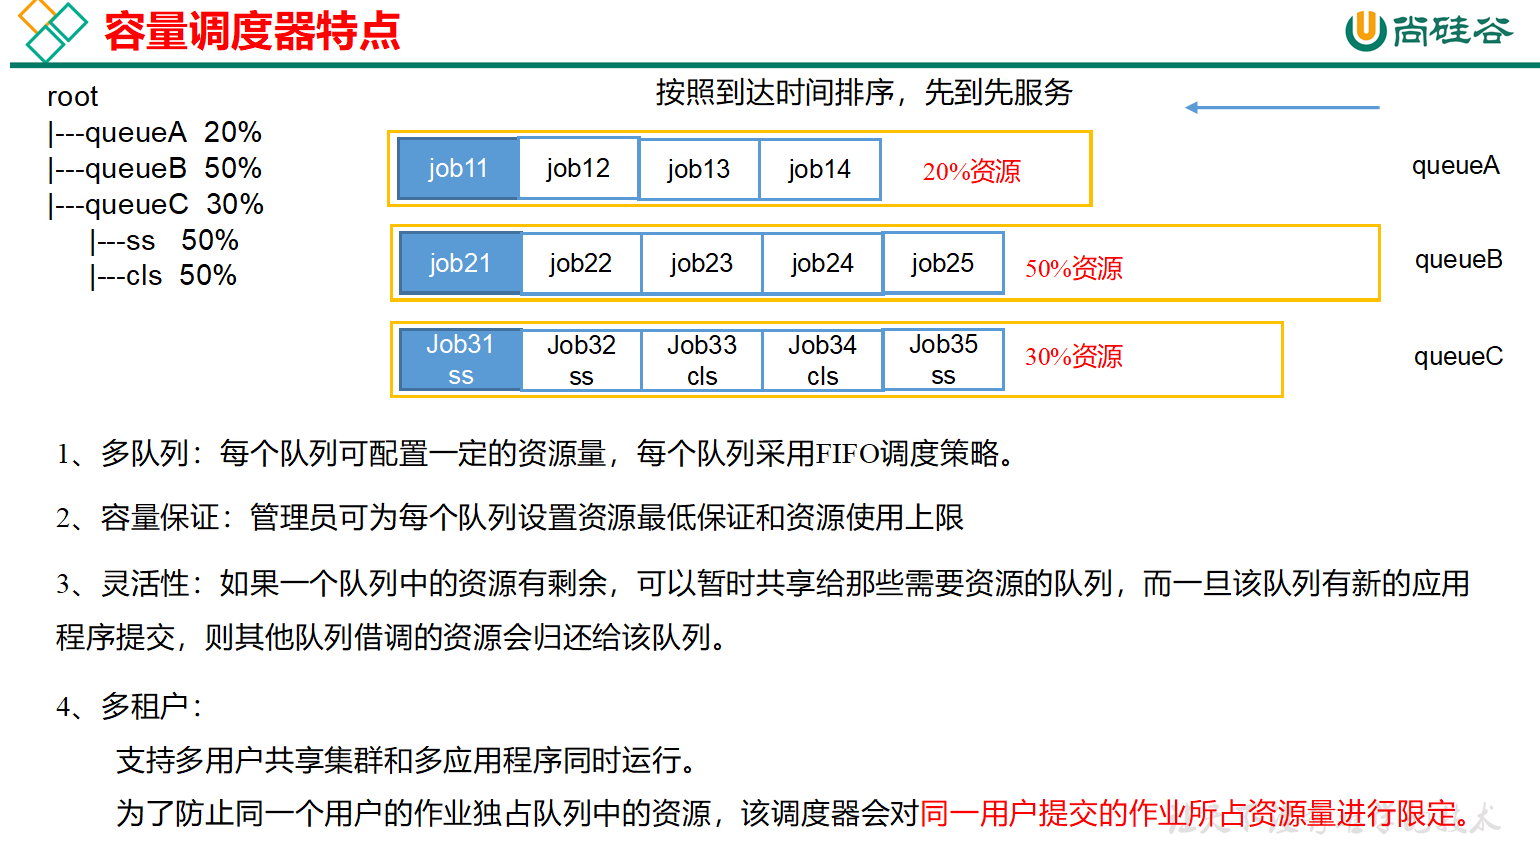 容量调度器特点
尚硅谷
root
|---queueA 20%
|---queueB 50%
|---queueC 30%
|---ss 50%
|---cls 50%
按照到达时间排序，先到先服务
job11 job12 job13 job14 20%资源 queueA
job21 job22 job23 job24 job25 50%资源 queueB
Job31 Job32 Job33 Job34 Job35
ss ss cls cls ss
30%资源 queueC
1、多队列：每个队列可配置一定的资源量，每个队列采用FIFO调度策略。
2、容量保证：管理员可为每个队列设置资源最低保证和资源使用上限
3、灵活性：如果一个队列中的资源有剩余，可以暂时共享给那些需要资源的队列，而一旦该队列有新的应用
程序提交，则其他队列借调的资源会归还给该队列。
4、多租户：
支持多用户共享集群和多应用程序同时运行。
为了防止同一个用户的作业独占队列中的资源，该调度器会对同一用户提交的作业所占资源量进行限定。